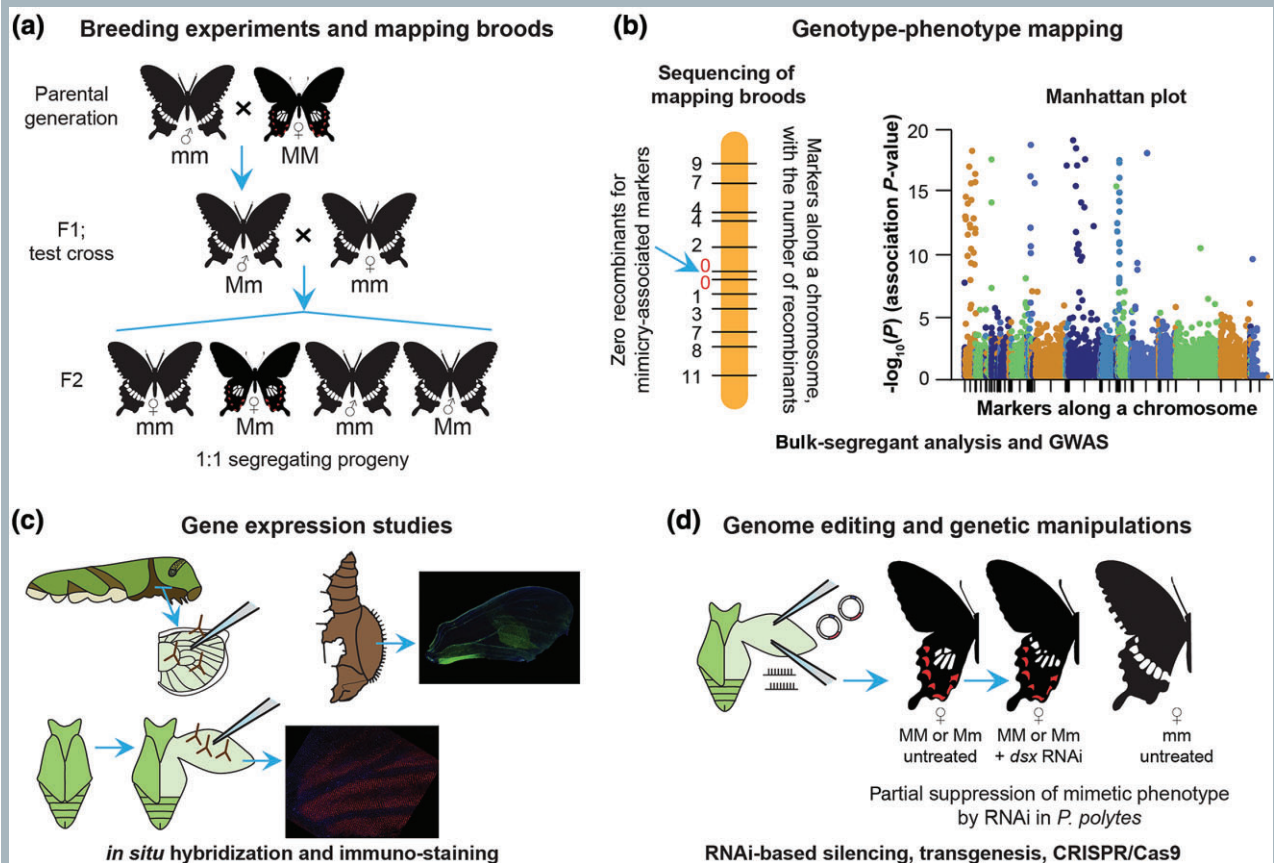 (a) Breeding experiments and mapping broods
Parental
generation
♂
mm
×
♀
MM
F1;
test cross
♂
Mm
×
♀
mm
F2
♀
mm
♀
Mm
♂
mm
♂
Mm
1:1 segregating progeny
(b) Genotype-phenotype mapping
Sequencing of
mapping broods
Zero recombinants for
mimicry-associated markers
9
7
4
4
2
0
0
1
3
7
8
11
Markers along a chromosome,
with the number of recombinants
Manhattan plot
-log10(P) (association P-value)
20
15
10
5
0
Markers along a chromosome
Bulk-segregant analysis and GWAS
(c) Gene expression studies
in situ hybridization and immuno-staining
(d) Genome editing and genetic manipulations
♀
MM or Mm
untreated
♀
MM or Mm
+ dsx RNAi
♀
mm
untreated
Partial suppression of mimetic phenotype
by RNAi in P. polytes
RNAi-based silencing, transgenesis, CRISPR/Cas9